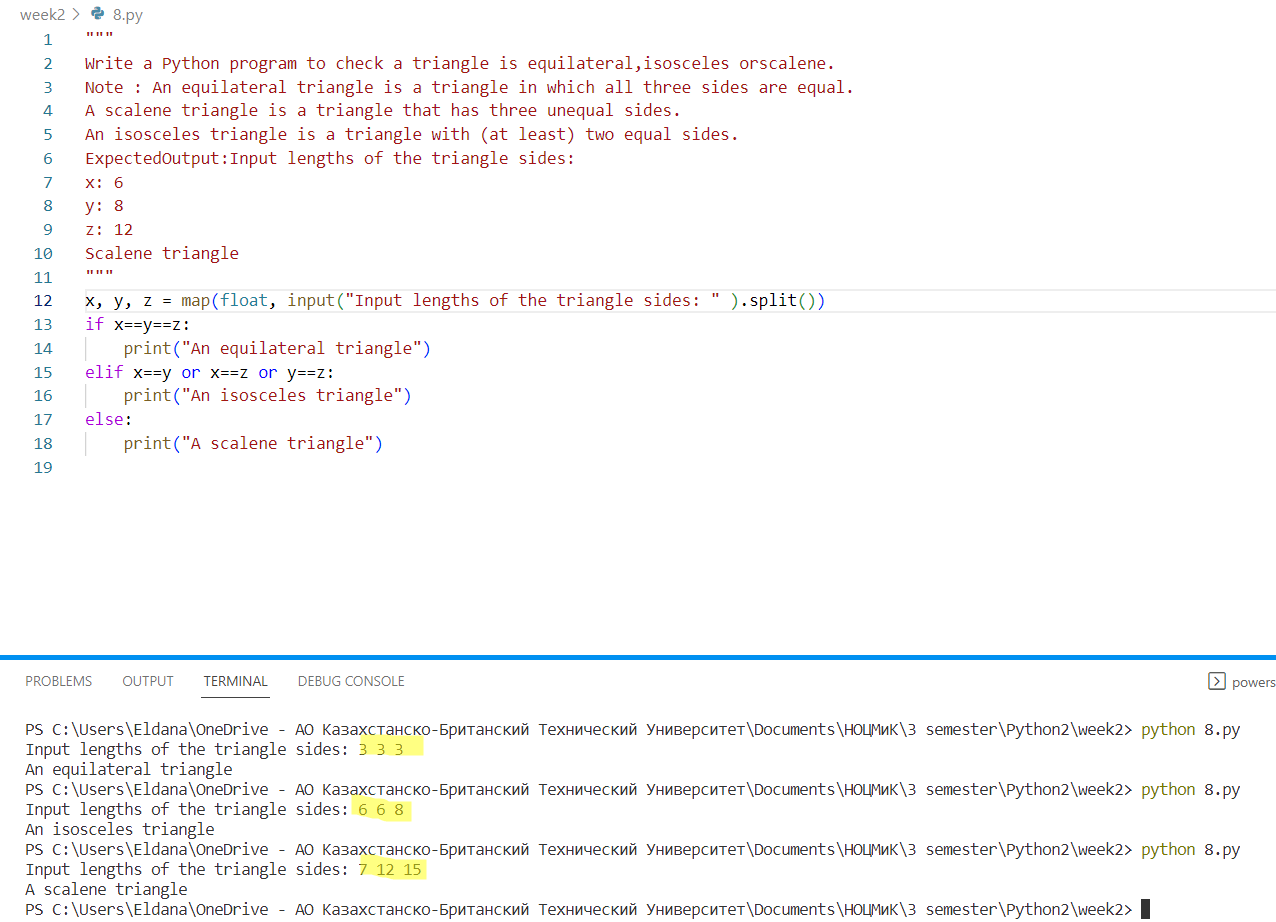 week2 > 8.py
1 """
2 Write a Python program to check a triangle is equilateral,isosceles orscalene.
3 Note : An equilateral triangle is a triangle in which all three sides are equal.
4 A scalene triangle is a triangle that has three unequal sides.
5 An isosceles triangle is a triangle with (at least) two equal sides.
6 ExpectedOutput:Input lengths of the triangle sides:
7 x: 6
8 y: 8
9 z: 12
10 Scalene triangle
11 """
12 x, y, z = map(float, input("Input lengths of the triangle sides: " ).split())
13 if x==y==z:
14     print("An equilateral triangle")
15 elif x==y or x==z or y==z:
16     print("An isosceles triangle")
17 else:
18     print("A scalene triangle")
19
PROBLEMS OUTPUT TERMINAL DEBUG CONSOLE powers
PS C:\Users\Eldana\OneDrive - АО Казахстанско-Британский Технический Университет\Documents\НОЦМиК\3 semester\Python2\week2> python 8.py
Input lengths of the triangle sides: 3 3 3
An equilateral triangle
PS C:\Users\Eldana\OneDrive - АО Казахстанско-Британский Технический Университет\Documents\НОЦМиК\3 semester\Python2\week2> python 8.py
Input lengths of the triangle sides: 6 6 8
An isosceles triangle
PS C:\Users\Eldana\OneDrive - АО Казахстанско-Британский Технический Университет\Documents\НОЦМиК\3 semester\Python2\week2> python 8.py
Input lengths of the triangle sides: 7 12 15
A scalene triangle
PS C:\Users\Eldana\OneDrive - АО Казахстанско-Британский Технический Университет\Documents\НОЦМиК\3 semester\Python2\week2>